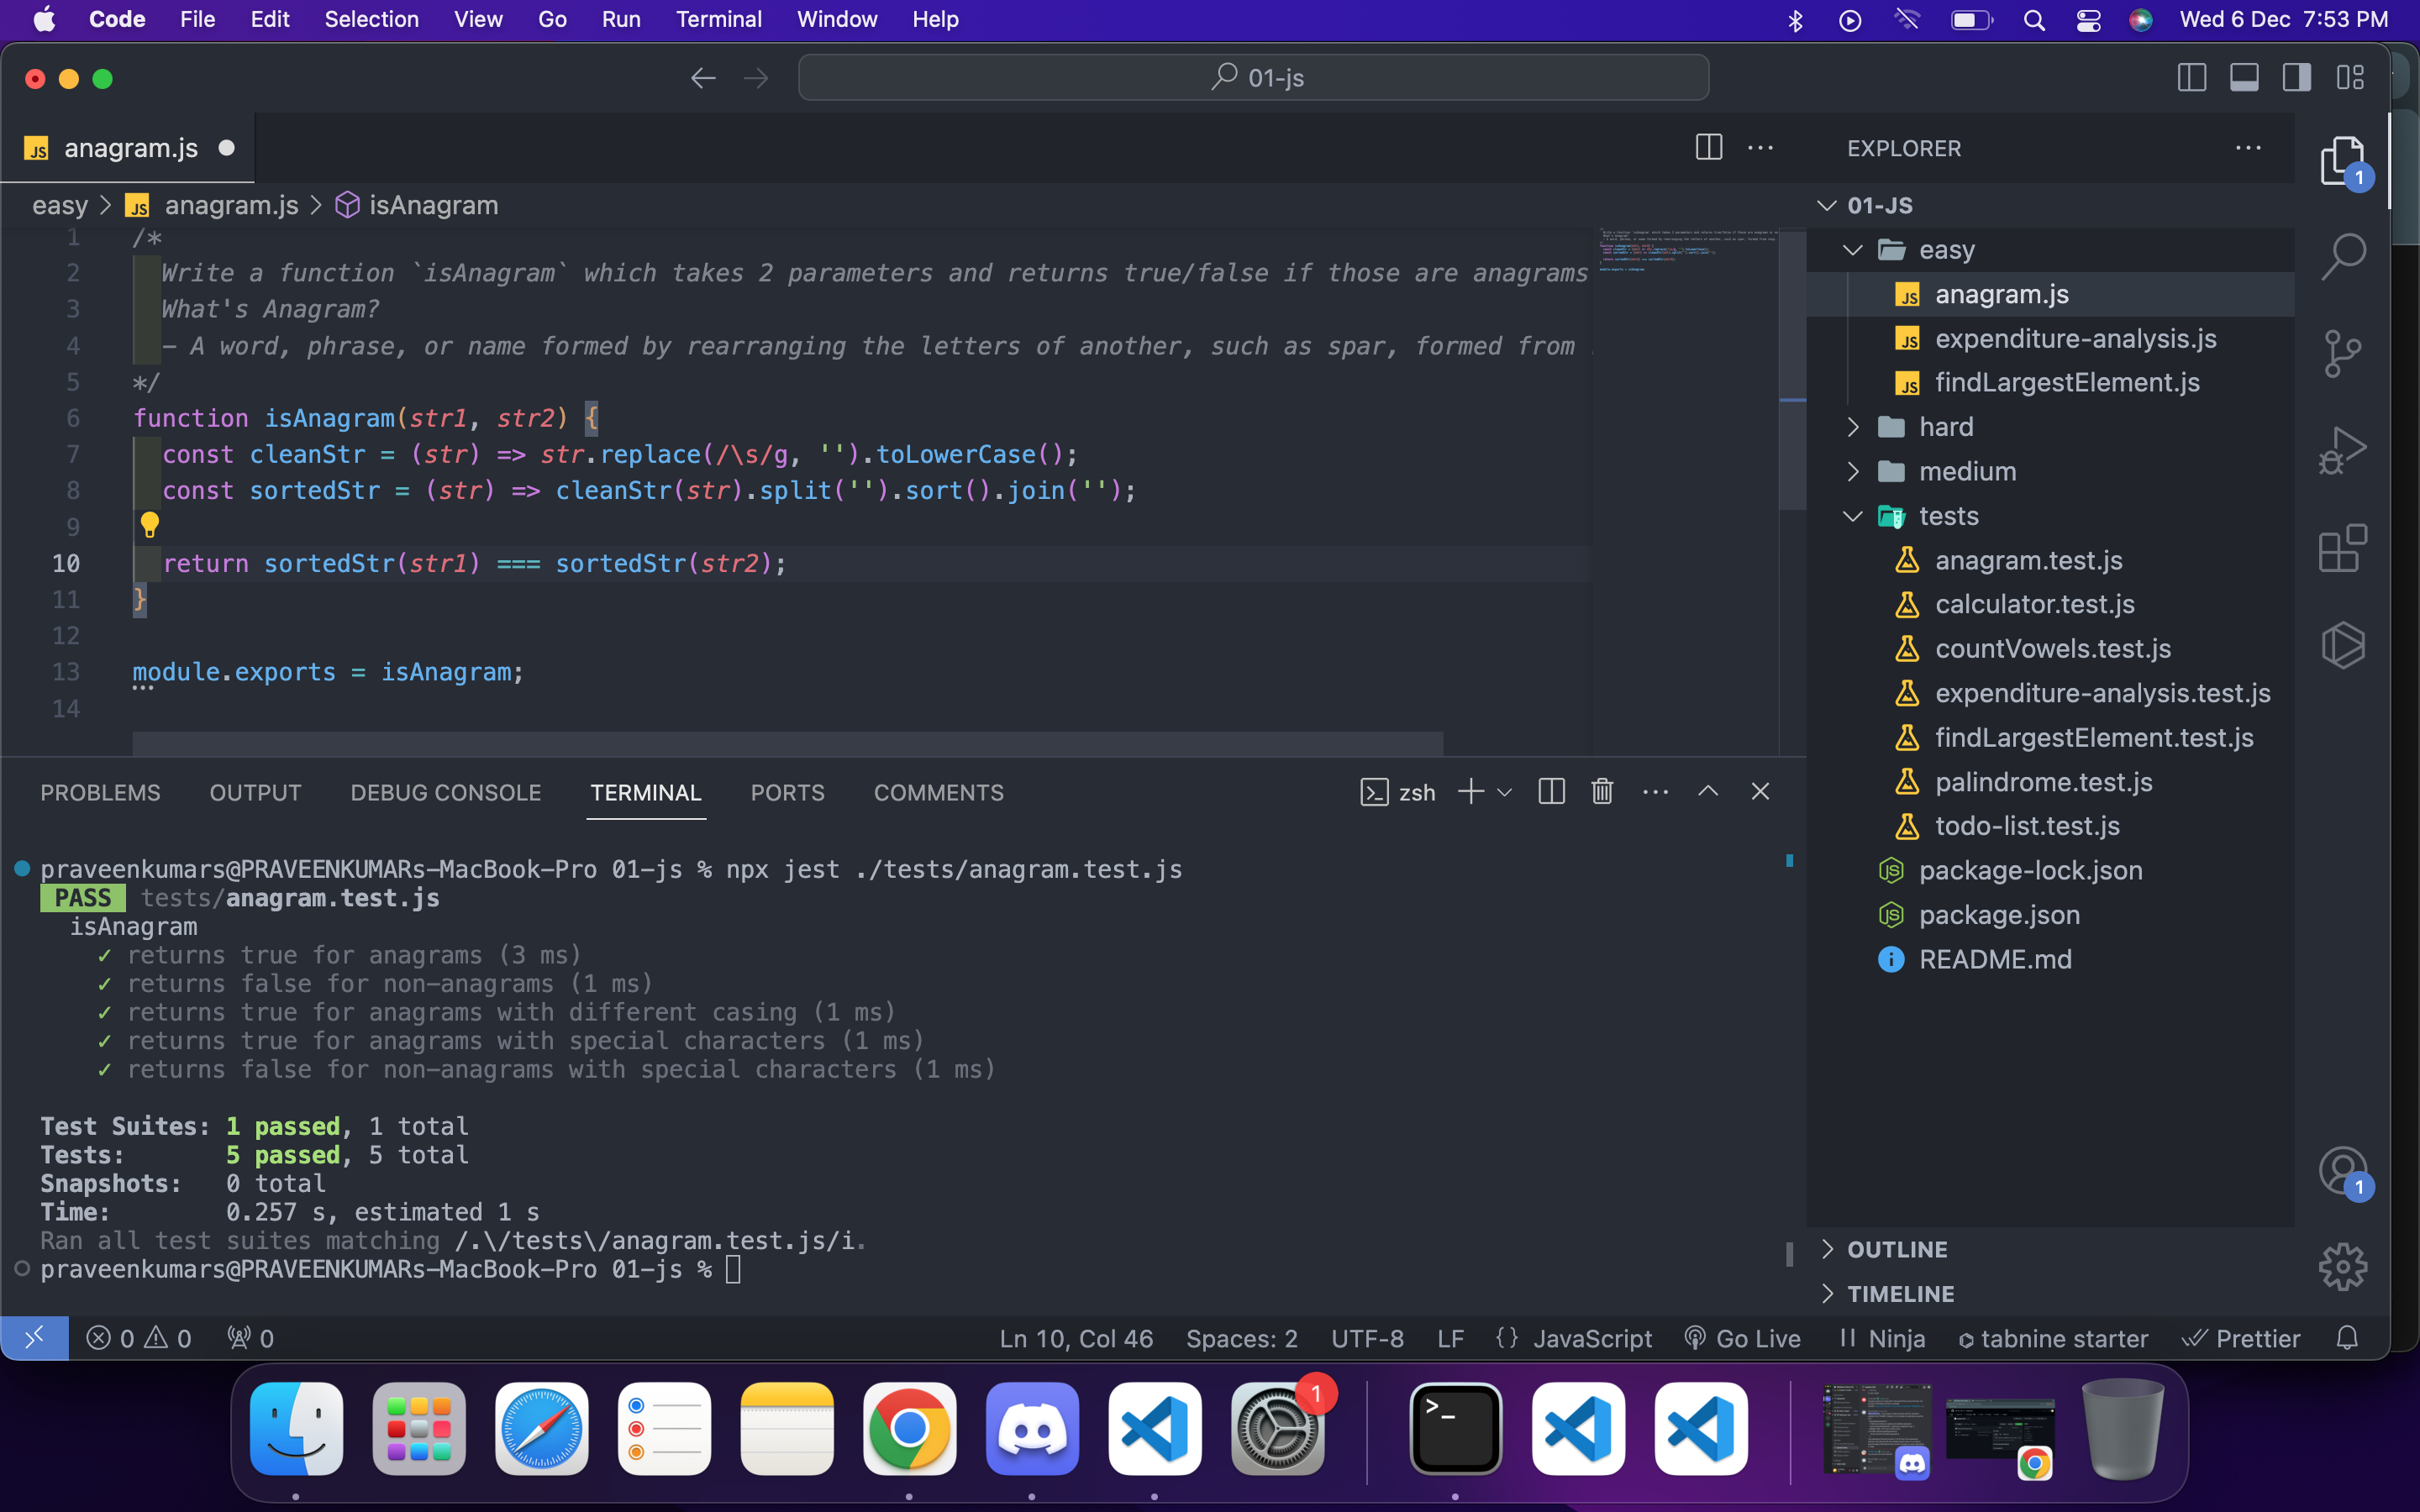 Code File Edit Selection View Go Run Terminal Window Help Wed 6 Dec 7:53 PM
01-js
JS anagram.js
EXPLORER
1
easy > JS anagram.js > isAnagram
01-JS
1 /*
2 Write a function `isAnagram` which takes 2 parameters and returns true/false if those are anagrams
3 What's Anagram?
4 - A word, phrase, or name formed by rearranging the letters of another, such as spar, formed from
5 */
6 function isAnagram(str1, str2) {
7 const cleanStr = (str) => str.replace(/\s/g, '').toLowerCase();
8 const sortedStr = (str) => cleanStr(str).split('').sort().join('');
9
10 return sortedStr(str1) === sortedStr(str2);
11 }
12
13 module.exports = isAnagram;
14
easy
JS anagram.js
JS expenditure-analysis.js
JS findLargestElement.js
hard
medium
tests
anagram.test.js
calculator.test.js
countVowels.test.js
expenditure-analysis.test.js
findLargestElement.test.js
palindrome.test.js
todo-list.test.js
package-lock.json
package.json
README.md
OUTLINE
TIMELINE
1
PROBLEMS OUTPUT DEBUG CONSOLE TERMINAL PORTS COMMENTS zsh
praveenkumars@PRAVEENKUMARs-MacBook-Pro 01-js % npx jest ./tests/anagram.test.js
PASS tests/anagram.test.js
isAnagram
✓ returns true for anagrams (3 ms)
✓ returns false for non-anagrams (1 ms)
✓ returns true for anagrams with different casing (1 ms)
✓ returns true for anagrams with special characters (1 ms)
✓ returns false for non-anagrams with special characters (1 ms)
Test Suites: 1 passed, 1 total
Tests: 5 passed, 5 total
Snapshots: 0 total
Time: 0.257 s, estimated 1 s
Ran all test suites matching /.\/tests\/anagram.test.js/i.
praveenkumars@PRAVEENKUMARs-MacBook-Pro 01-js %
0 0 0 Ln 10, Col 46 Spaces: 2 UTF-8 LF {} JavaScript Go Live Ninja tabnine starter Prettier
1